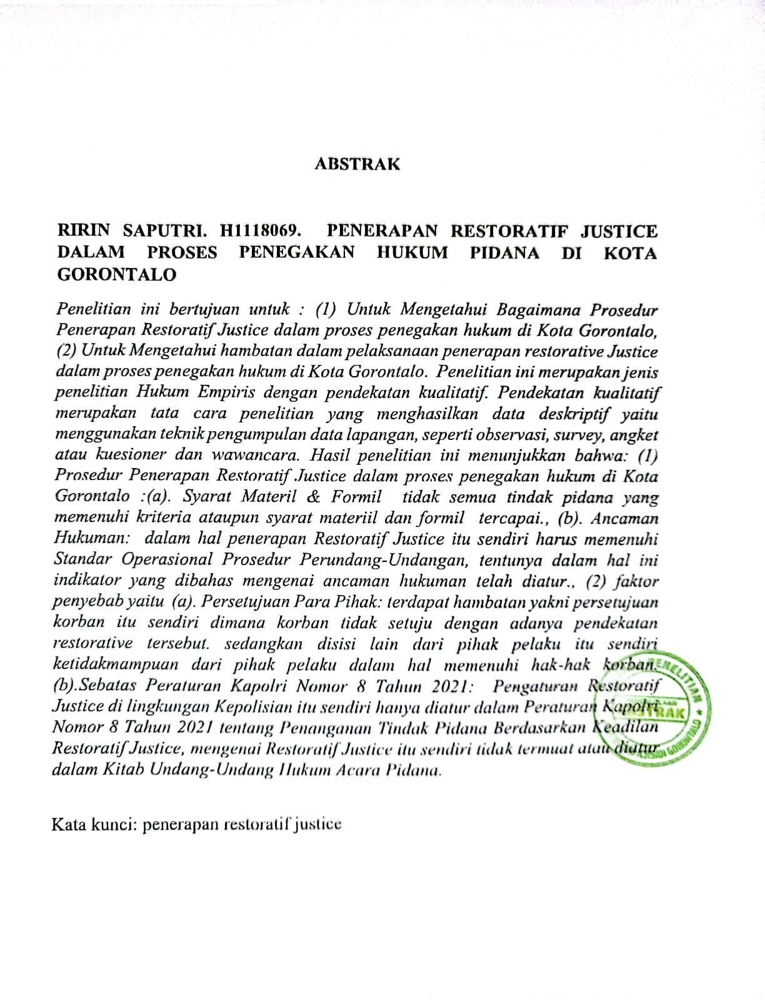 ABSTRAK
RIRIN SAPUTRI. H1118069. PENERAPAN RESTORATIF JUSTICE
DALAM PROSES PENEGAKAN HUKUM PIDANA DI KOTA
GORONTALO
Penelitian ini bertujuan untuk : (1) Untuk Mengetahui Bagaimana Prosedur
Penerapan Restoratif Justice dalam proses penegakan hukum di Kota Gorontalo,
(2) Untuk Mengetahui hambatan dalam pelaksanaan penerapan restorative Justice
dalam proses penegakan hukum di Kota Gorontalo. Penelitian ini merupakan jenis
penelitian Hukum Empiris dengan pendekatan kualitatif. Pendekatan kualitatif
merupakan tata cara penelitian yang menghasilkan data deskriptif yaitu
menggunakan teknik pengumpulan data lapangan, seperti observasi, survey, angket
atau kuesioner dan wawancara. Hasil penelitian ini menunjukkan bahwa: (1)
Prosedur Penerapan Restoratif Justice dalam proses penegakan hukum di Kota
Gorontalo :(a). Syarat Materil & Formil tidak semua tindak pidana yang
memenuhi kriteria ataupun syarat materiil dan formil tercapai., (b). Ancaman
Hukuman: dalam hal penerapan Restoratif Justice itu sendiri harus memenuhi
Standar Operasional Prosedur Perundang-Undangan, tentunya dalam hal ini
indikator yang dibahas mengenai ancaman hukuman telah diatur., (2) faktor
penyebab yaitu (a). Persetujuan Para Pihak: terdapat hambatan yakni persetujuan
korban itu sendiri dimana korban tidak setuju dengan adanya pendekatan
restorative tersebut. sedangkan disisi lain dari pihak pelaku itu sendiri
ketidakmampuan dari pihak pelaku dalam hal memenuhi hak-hak korban.
(b).Sebatas Peraturan Kapolri Nomor 8 Tahun 2021: Pengaturan Restoratif
Justice di lingkungan Kepolisian itu sendiri hanya diatur dalam Peraturan Kapolri
Nomor 8 Tahun 2021 tentang Penanganan Tindak Pidana Berdasarkan Keadilan
Restoratif Justice, mengenai Restoratif Justice itu sendiri tidak termuat atau diatur
dalam Kitab Undang-Undang Hukum Acara Pidana.
Kata kunci: penerapan restoratif justice
PENELITIAN
GORONTALO